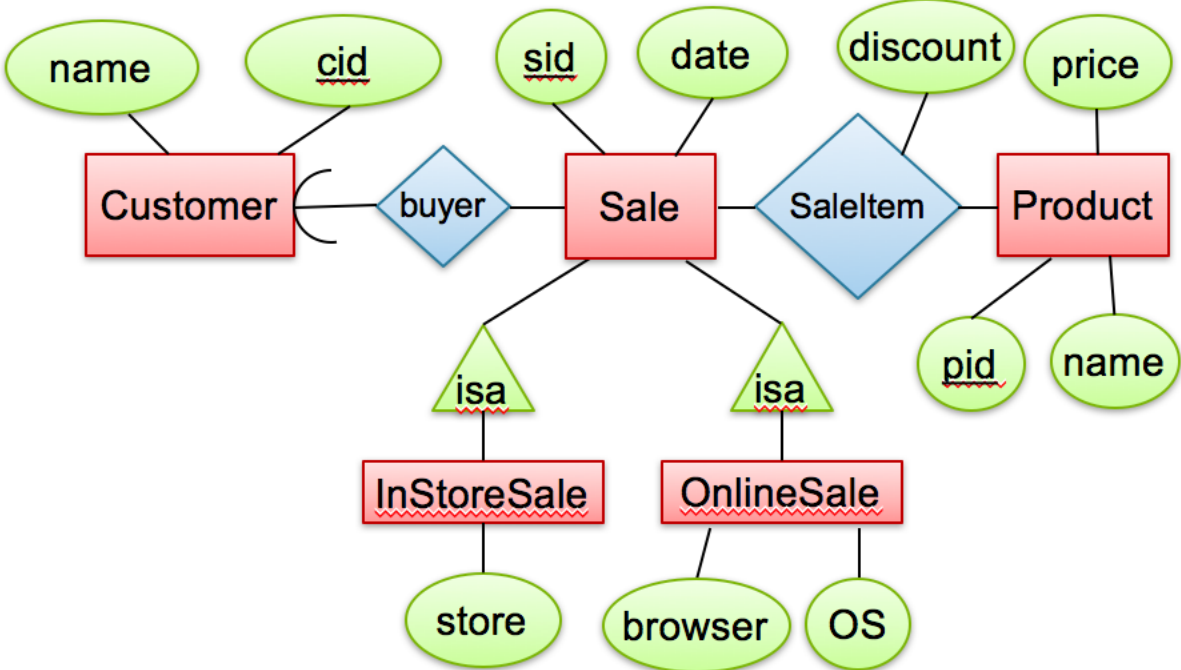 name
cid
sid
date
discount
price
Customer
buyer
Sale
SaleItem
Product
isa
isa
pid
name
InStoreSale
OnlineSale
store
browser
OS